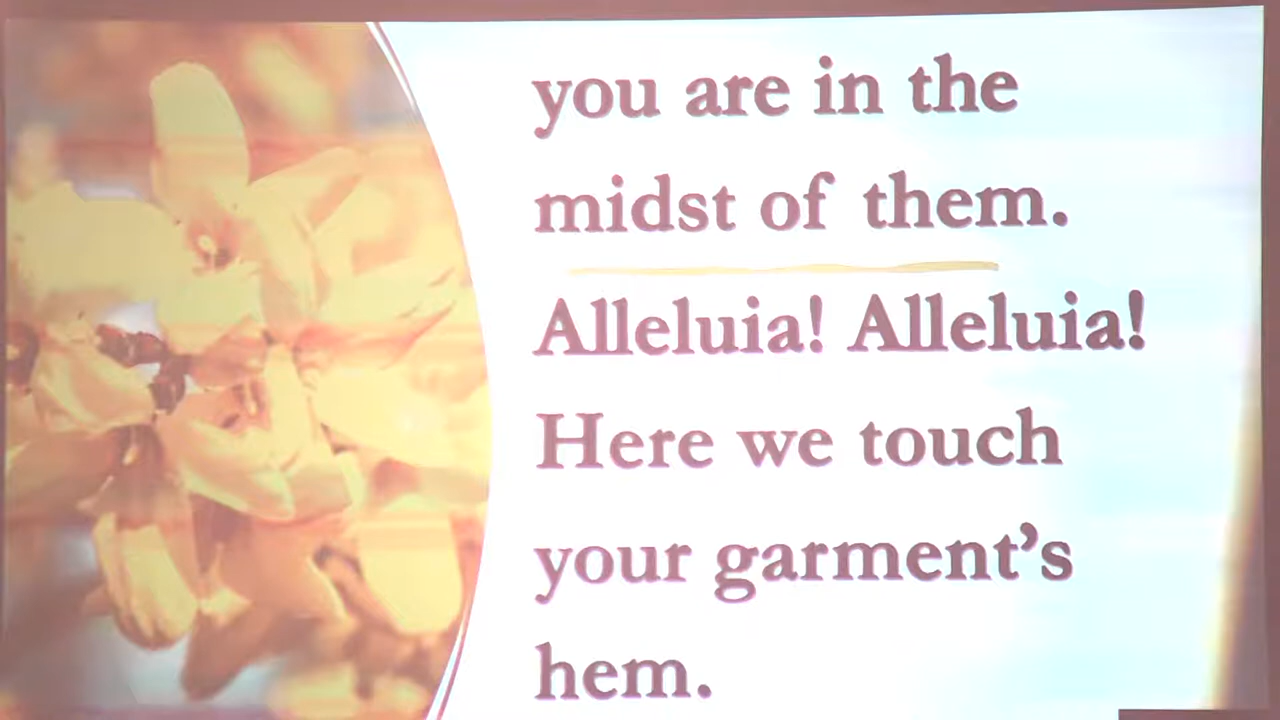 you are in the
midst of them.
Alleluia! Alleluia!
Here we touch
your garment’s
hem.